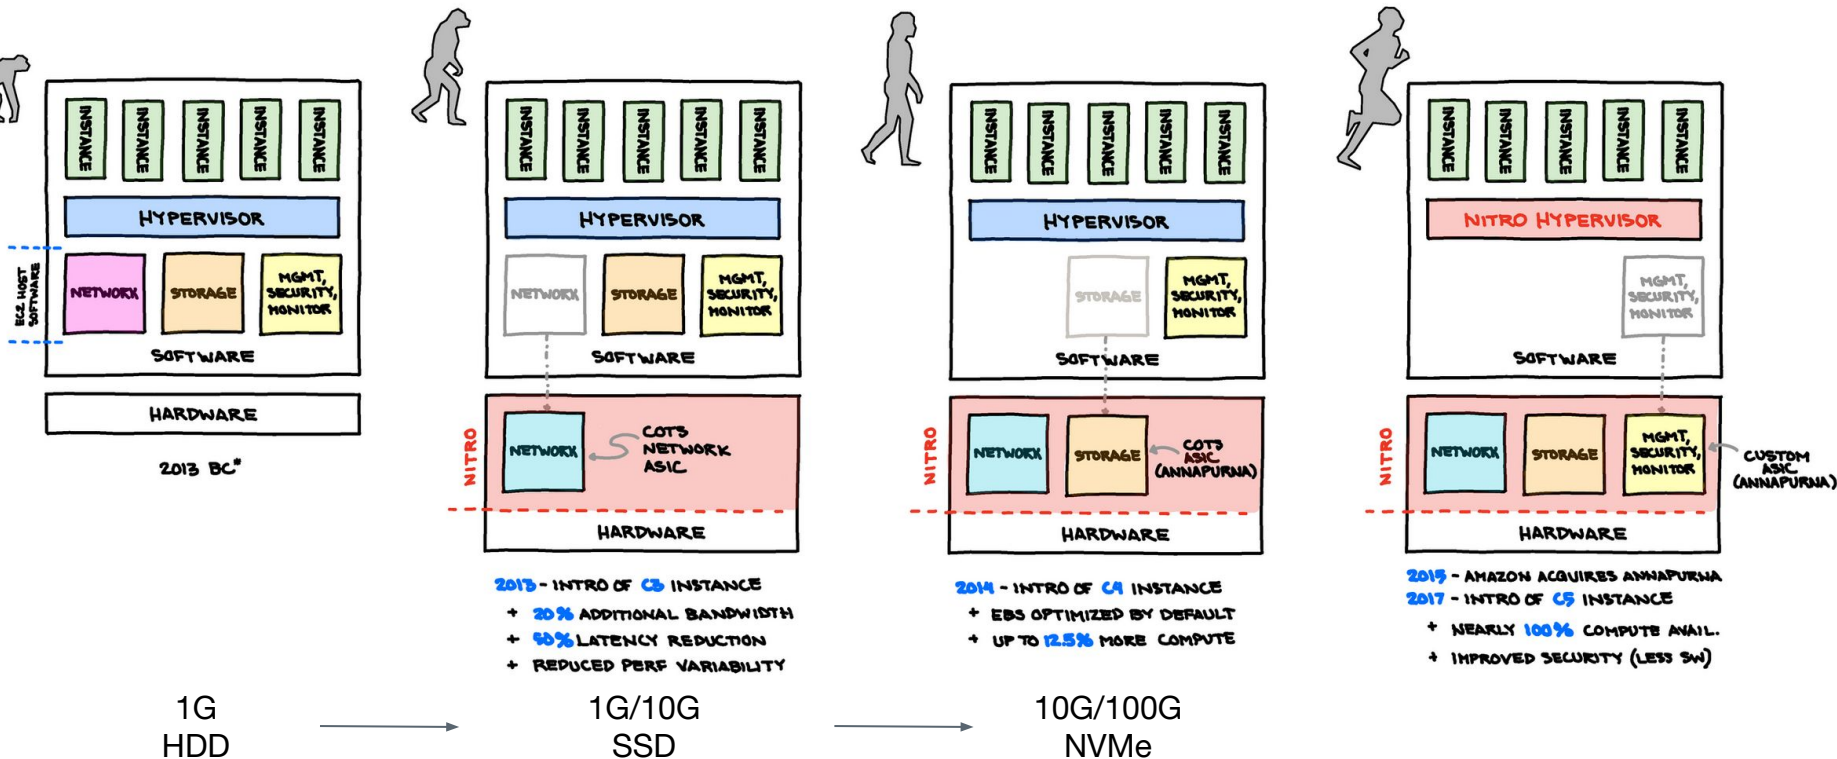 INSTANCE
INSTANCE
INSTANCE
INSTANCE
INSTANCE
HYPERVISOR
EC2 HOST
SOFTWARE
NETWORK
STORAGE
MGMT,
SECURITY,
MONITOR
SOFTWARE
HARDWARE
2013 BC*
INSTANCE
INSTANCE
INSTANCE
INSTANCE
INSTANCE
HYPERVISOR
NETWORK
STORAGE
MGMT,
SECURITY,
MONITOR
SOFTWARE
NITRO
NETWORK
COTS
NETWORK
ASIC
HARDWARE
2013 - INTRO OF C3 INSTANCE
+ 20% ADDITIONAL BANDWIDTH
+ 50% LATENCY REDUCTION
+ REDUCED PERF VARIABILITY
INSTANCE
INSTANCE
INSTANCE
INSTANCE
INSTANCE
HYPERVISOR
STORAGE
MGMT,
SECURITY,
MONITOR
SOFTWARE
NITRO
NETWORK
STORAGE
COTS
ASIC
(ANNAPURNA)
HARDWARE
2014 - INTRO OF C4 INSTANCE
+ EBS OPTIMIZED BY DEFAULT
+ UP TO 12.5% MORE COMPUTE
INSTANCE
INSTANCE
INSTANCE
INSTANCE
INSTANCE
NITRO HYPERVISOR
MGMT,
SECURITY,
MONITOR
SOFTWARE
NITRO
NETWORK
STORAGE
MGMT,
SECURITY,
MONITOR
CUSTOM
ASIC
(ANNAPURNA)
HARDWARE
2015 - AMAZON ACQUIRES ANNAPURNA
2017 - INTRO OF C5 INSTANCE
+ NEARLY 100% COMPUTE AVAIL.
+ IMPROVED SECURITY (LESS SW)
1G
HDD
1G/10G
SSD
10G/100G
NVMe